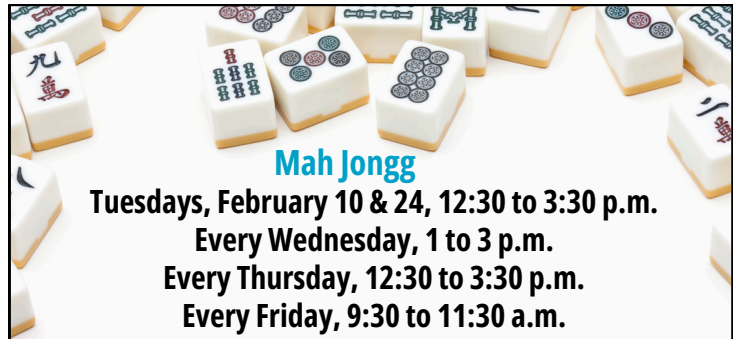 九
萬
Mah Jongg
Tuesdays, February 10 & 24, 12:30 to 3:30 p.m.
Every Wednesday, 1 to 3 p.m.
Every Thursday, 12:30 to 3:30 p.m.
Every Friday, 9:30 to 11:30 a.m.